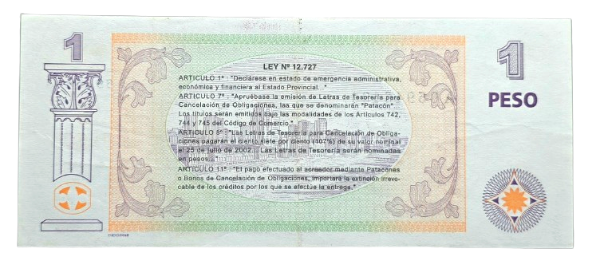 1
1
PESO
LEY Nº 12.727
ARTICULO 1º : "Declárase en estado de emergencia administrativa,
económica y financiera al Estado Provincial..."
ARTICULO 7º : "Apruébase la emisión de Letras de Tesorería para
Cancelación de Obligaciones, las que se denominarán "Patacón".
Los títulos serán emitidos bajo las modalidades de los Artículos 742,
744 y 745 del Código de Comercio."
ARTICULO 8º "Las Letras de Tesorería para Cancelación de Obliga-
ciones pagarán el ciento siete por ciento (107%) de su valor nominal
el 25 de julio de 2002. Las Letras de Tesorería serán nominadas
en pesos..."
ARTICULO 11º "El pago efectuado al acreedor mediante Patacones
o Bonos de Cancelación de Obligaciones, importará la extinción irrevo-
cable de los créditos por los que se efectúa la entrega."